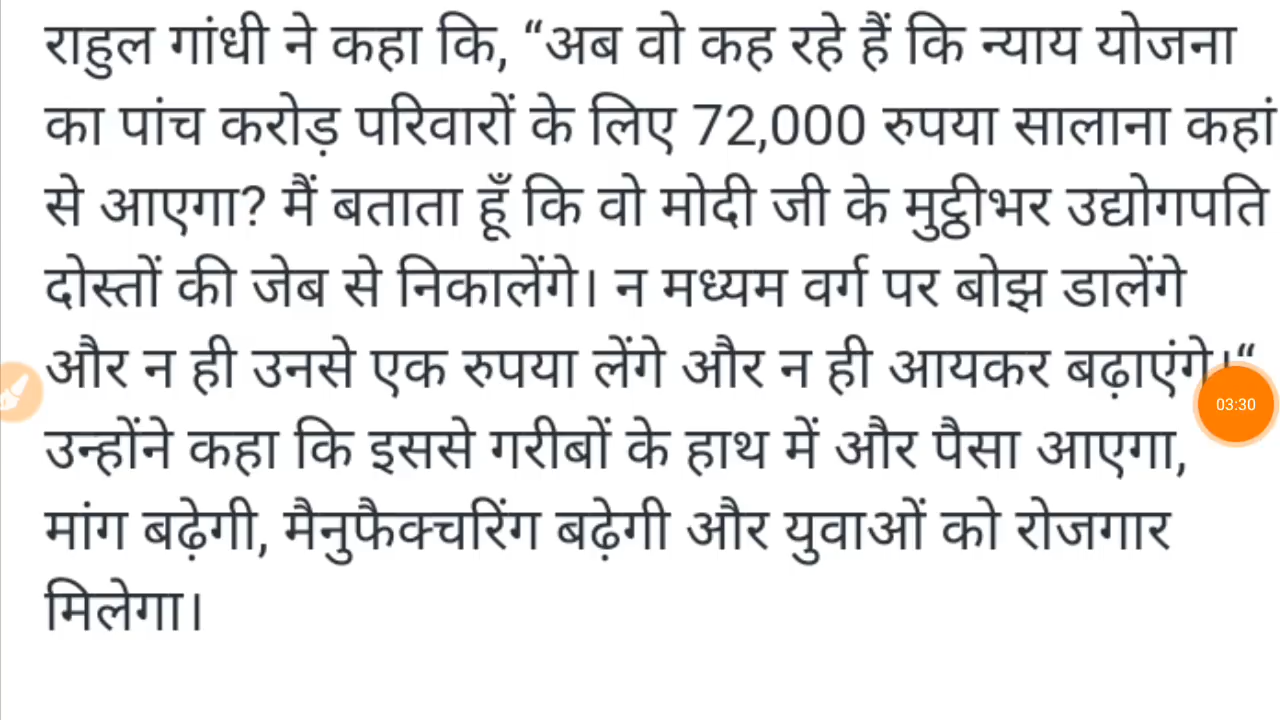 राहुल गांधी ने कहा कि, “अब वो कह रहे हैं कि न्याय योजना
का पांच करोड़ परिवारों के लिए 72,000 रुपया सालाना कहां
से आएगा? मैं बताता हूँ कि वो मोदी जी के मुट्ठीभर उद्योगपति
दोस्तों की जेब से निकालेंगे। न मध्यम वर्ग पर बोझ डालेंगे
और न ही उनसे एक रुपया लेंगे और न ही आयकर बढ़ाएंगे।“
03:30
उन्होंने कहा कि इससे गरीबों के हाथ में और पैसा आएगा,
मांग बढ़ेगी, मैनुफैक्चरिंग बढ़ेगी और युवाओं को रोजगार
मिलेगा।